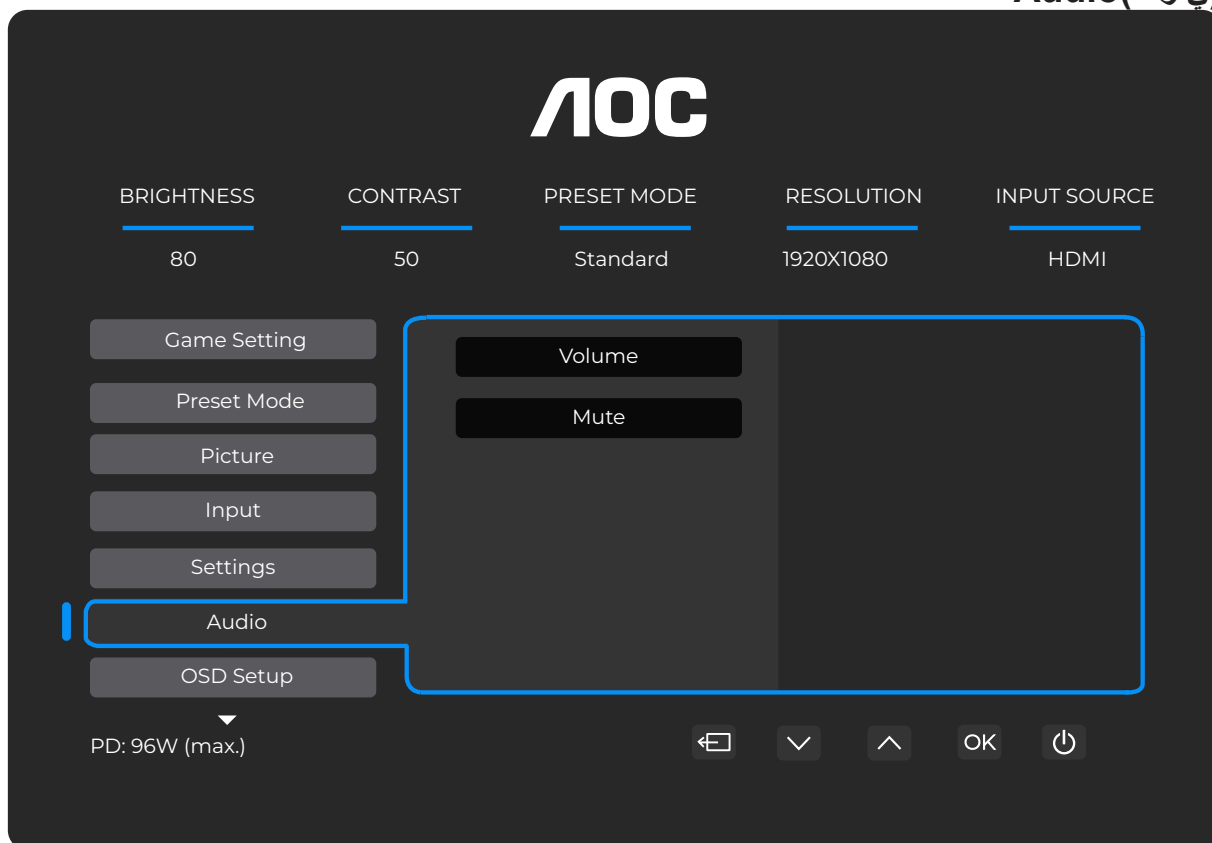 Audio
AOC
BRIGHTNESS CONTRAST PRESET MODE RESOLUTION INPUT SOURCE
80 50 Standard 1920X1080 HDMI
Game Setting
Preset Mode
Picture
Input
Settings
Audio
OSD Setup
Volume
Mute
PD: 96W (max.)
OK